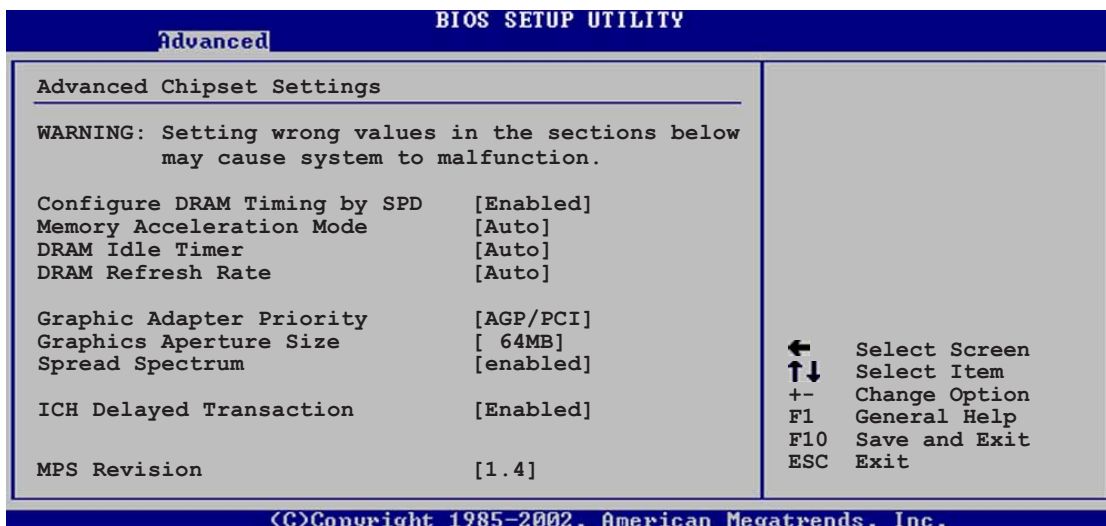 BIOS SETUP UTILITY
Advanced
Advanced Chipset Settings
WARNING: Setting wrong values in the sections below
may cause system to malfunction.
Configure DRAM Timing by SPD [Enabled]
Memory Acceleration Mode [Auto]
DRAM Idle Timer [Auto]
DRAM Refresh Rate [Auto]
Graphic Adapter Priority [AGP/PCI]
Graphics Aperture Size [ 64MB]
Spread Spectrum [enabled]
ICH Delayed Transaction [Enabled]
MPS Revision [1.4]
← Select Screen
↑↓ Select Item
+- Change Option
F1 General Help
F10 Save and Exit
ESC Exit
(C)Copyright 1985-2002, American Megatrends, Inc.